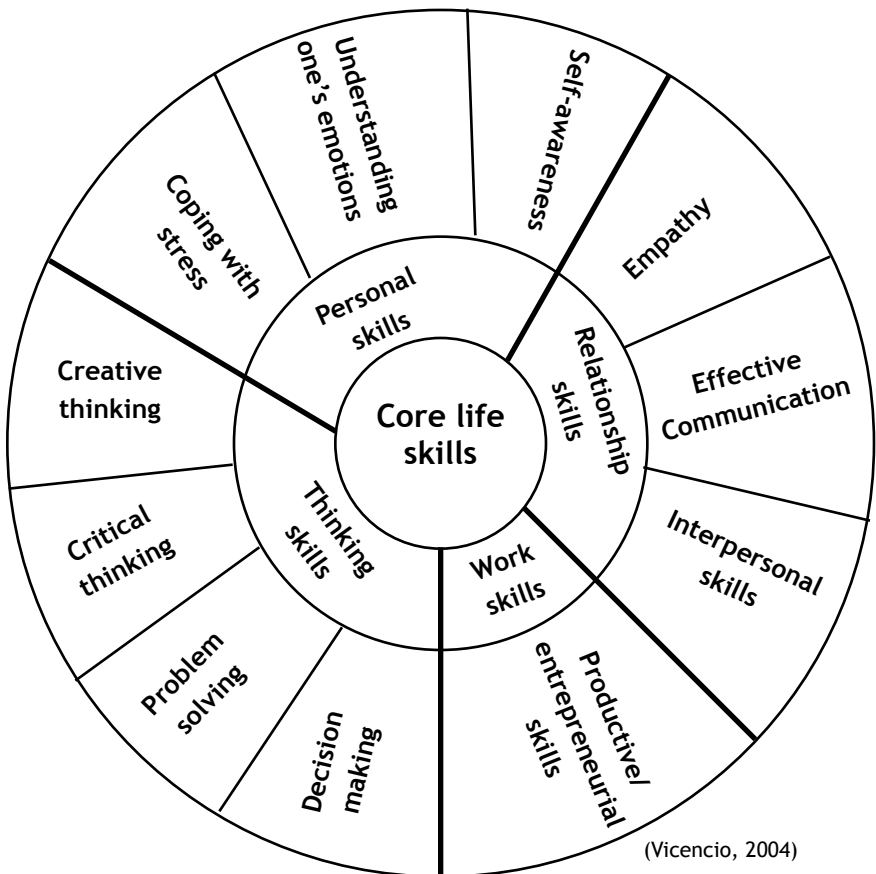 Core life
skills
Personal
skills
Coping with
stress
Understanding
one's emotions
Self-awareness
Relationship
skills
Empathy
Effective
Communication
Interpersonal
skills
Work
skills
Productive/
entrepreneurial
skills
Thinking
skills
Decision
making
Problem
solving
Critical
thinking
Creative
thinking
(Vicencio, 2004)